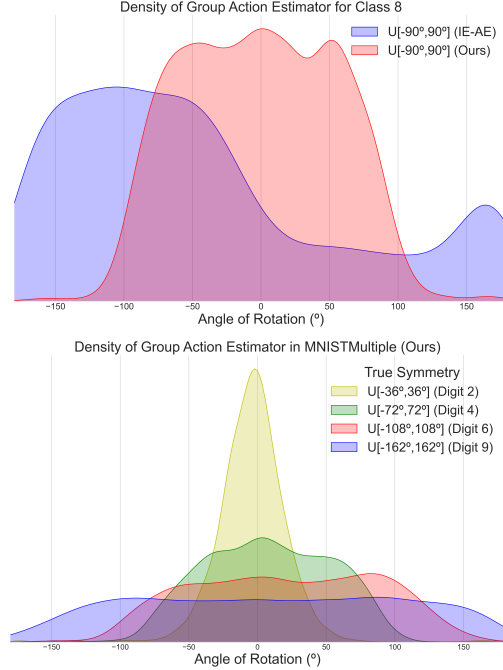 Density of Group Action Estimator for Class 8
U[-90º,90º] (IE-AE)
U[-90º,90º] (Ours)
−150 −100 −50 0 50 100 150
Angle of Rotation (º)
Density of Group Action Estimator in MNISTMultiple (Ours)
True Symmetry
U[-36º,36º] (Digit 2)
U[-72º,72º] (Digit 4)
U[-108º,108º] (Digit 6)
U[-162º,162º] (Digit 9)
−150 −100 −50 0 50 100 150
Angle of Rotation (º)